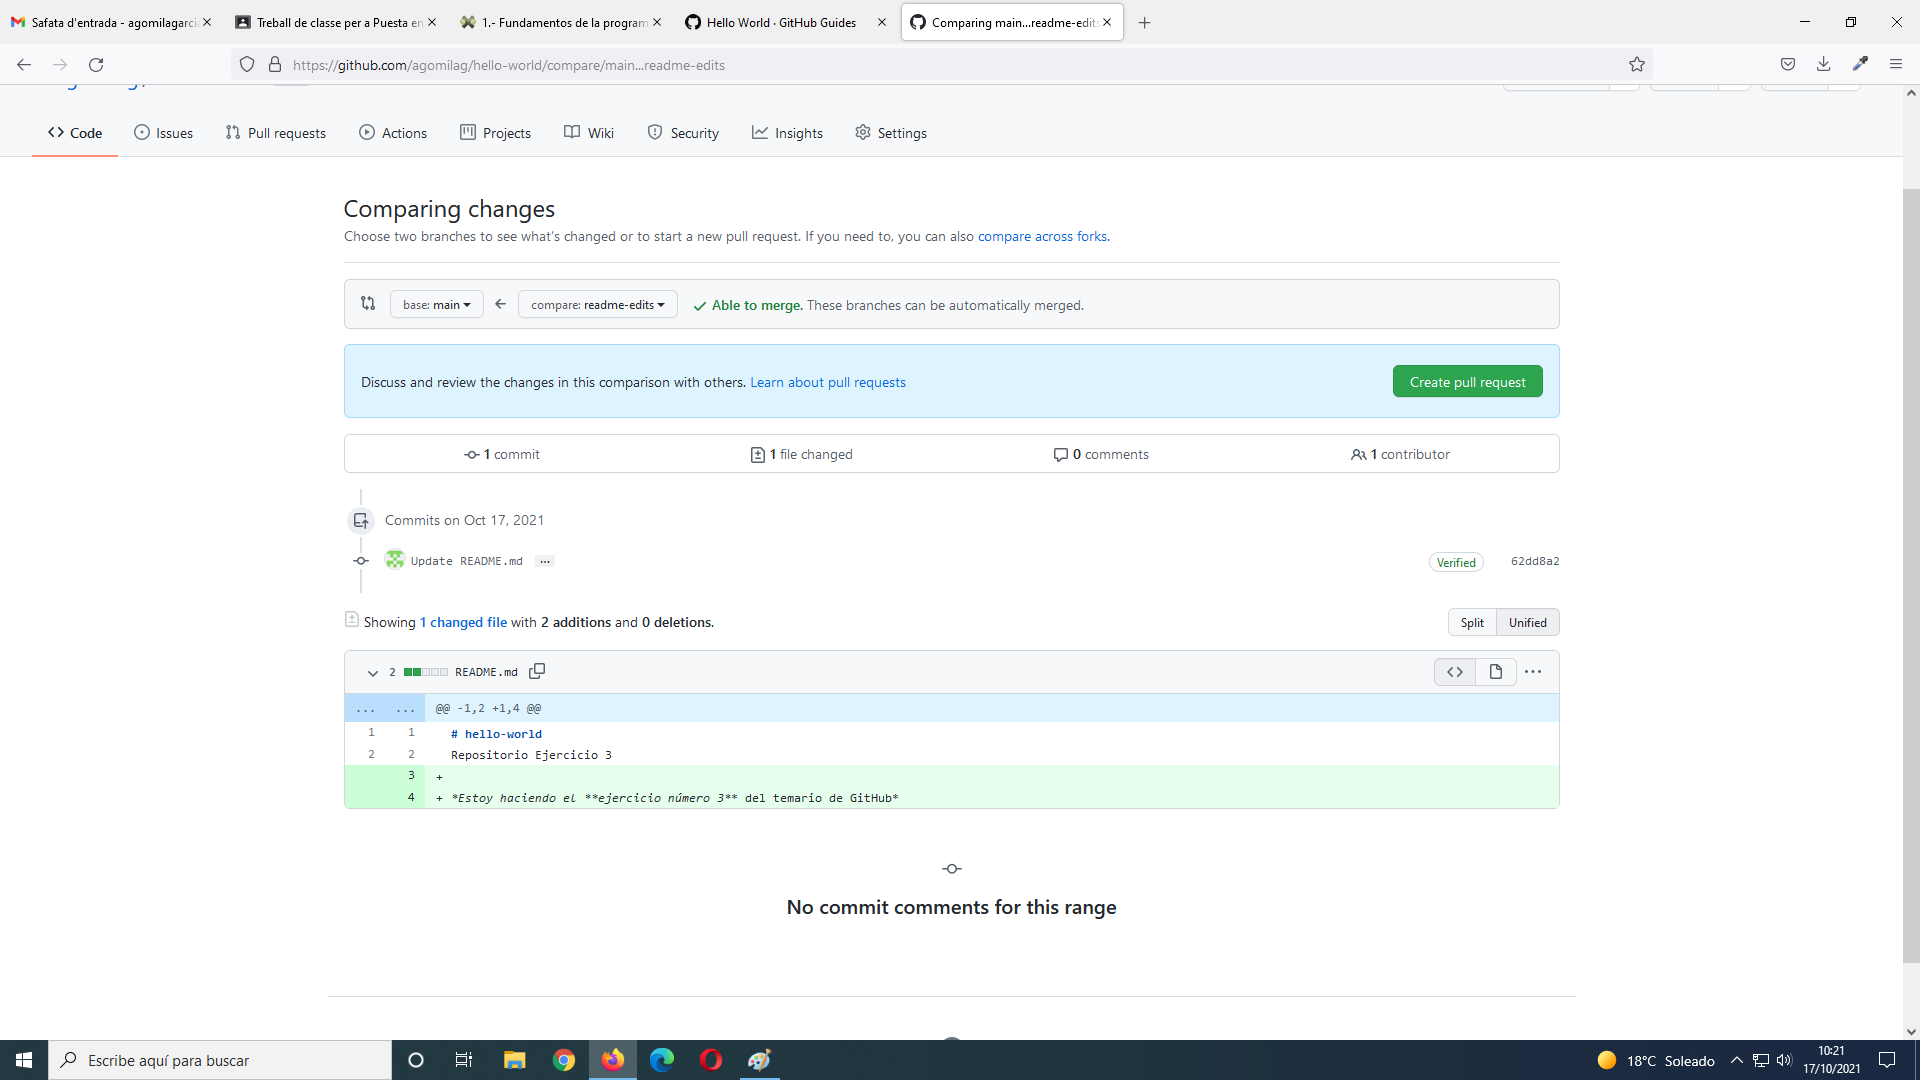 Safata d'entrada - agomilagarcia
Treball de classe per a Puesta en
1.- Fundamentos de la program
Hello World · GitHub Guides
Comparing main...readme-edits
https://github.com/agomilag/hello-world/compare/main...readme-edits
Code
Issues
Pull requests
Actions
Projects
Wiki
Security
Insights
Settings
Comparing changes
Choose two branches to see what's changed or to start a new pull request. If you need to, you can also compare across forks.
base: main
compare: readme-edits
Able to merge. These branches can be automatically merged.
Discuss and review the changes in this comparison with others. Learn about pull requests
Create pull request
1 commit
1 file changed
0 comments
1 contributor
Commits on Oct 17, 2021
Update README.md
...
Verified
62dd8a2
Showing 1 changed file with 2 additions and 0 deletions.
Split
Unified
2
README.md
... ... @@ -1,2 +1,4 @@
1 1 # hello-world
2 2 Repositorio Ejercicio 3
3 +
4 + *Estoy haciendo el **ejercicio número 3** del temario de GitHub*
No commit comments for this range
Escribe aquí para buscar
18°C Soleado
10:21
17/10/2021